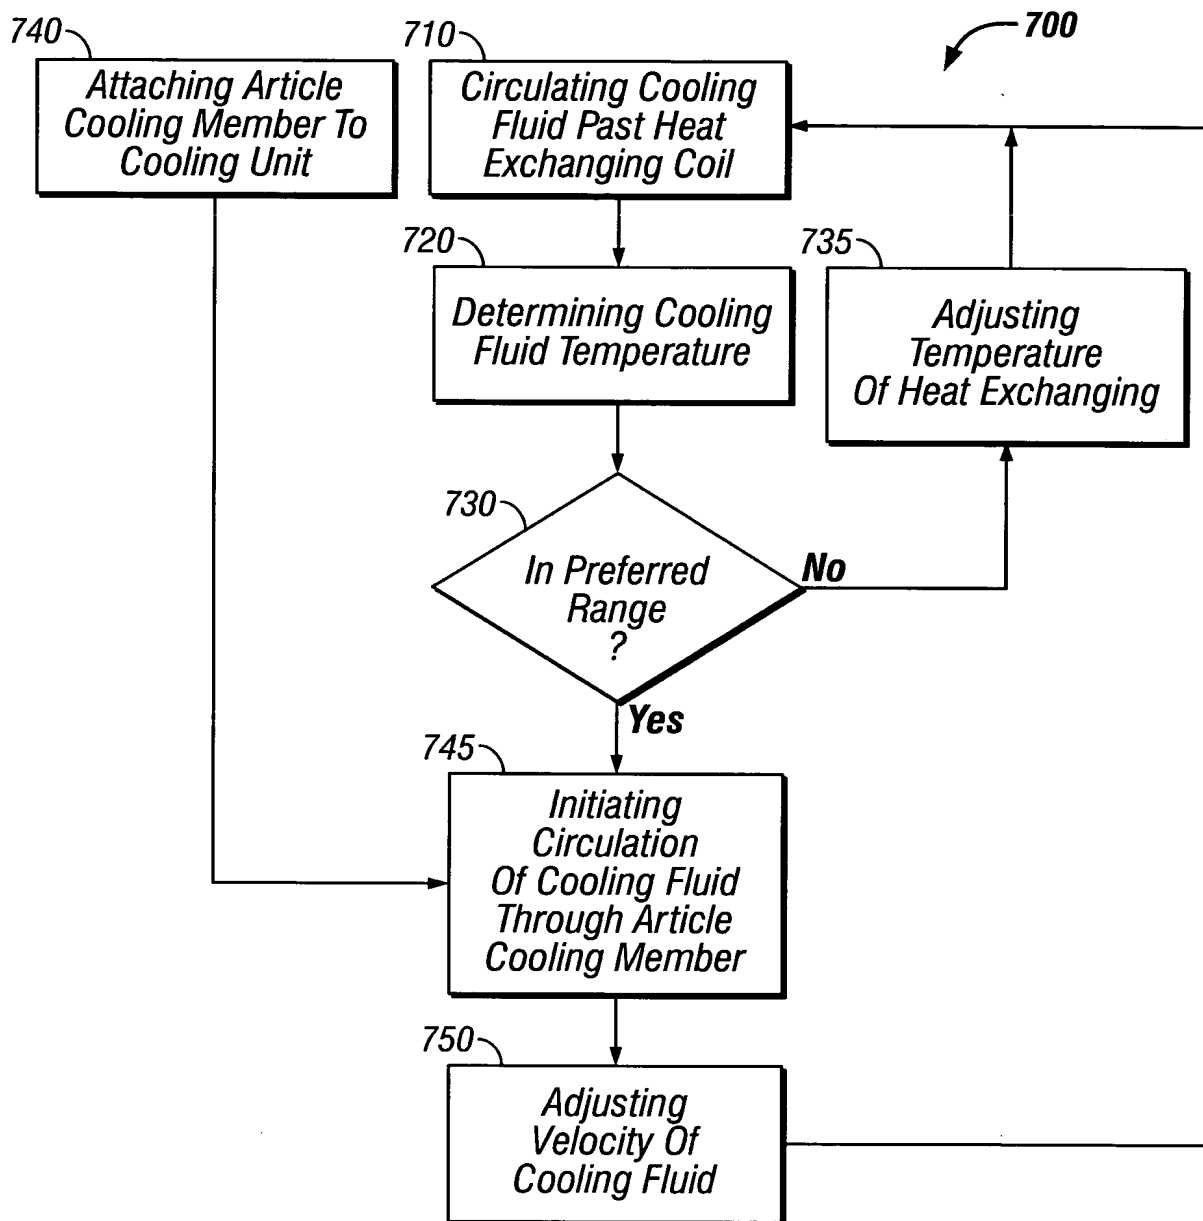 740
Attaching Article
Cooling Member To
Cooling Unit
710
Circulating Cooling
Fluid Past Heat
Exchanging Coil
700
720
Determining Cooling
Fluid Temperature
735
Adjusting
Temperature
Of Heat Exchanging
730
In Preferred
Range
?
No
Yes
745
Initiating
Circulation
Of Cooling Fluid
Through Article
Cooling Member
750
Adjusting
Velocity Of
Cooling Fluid